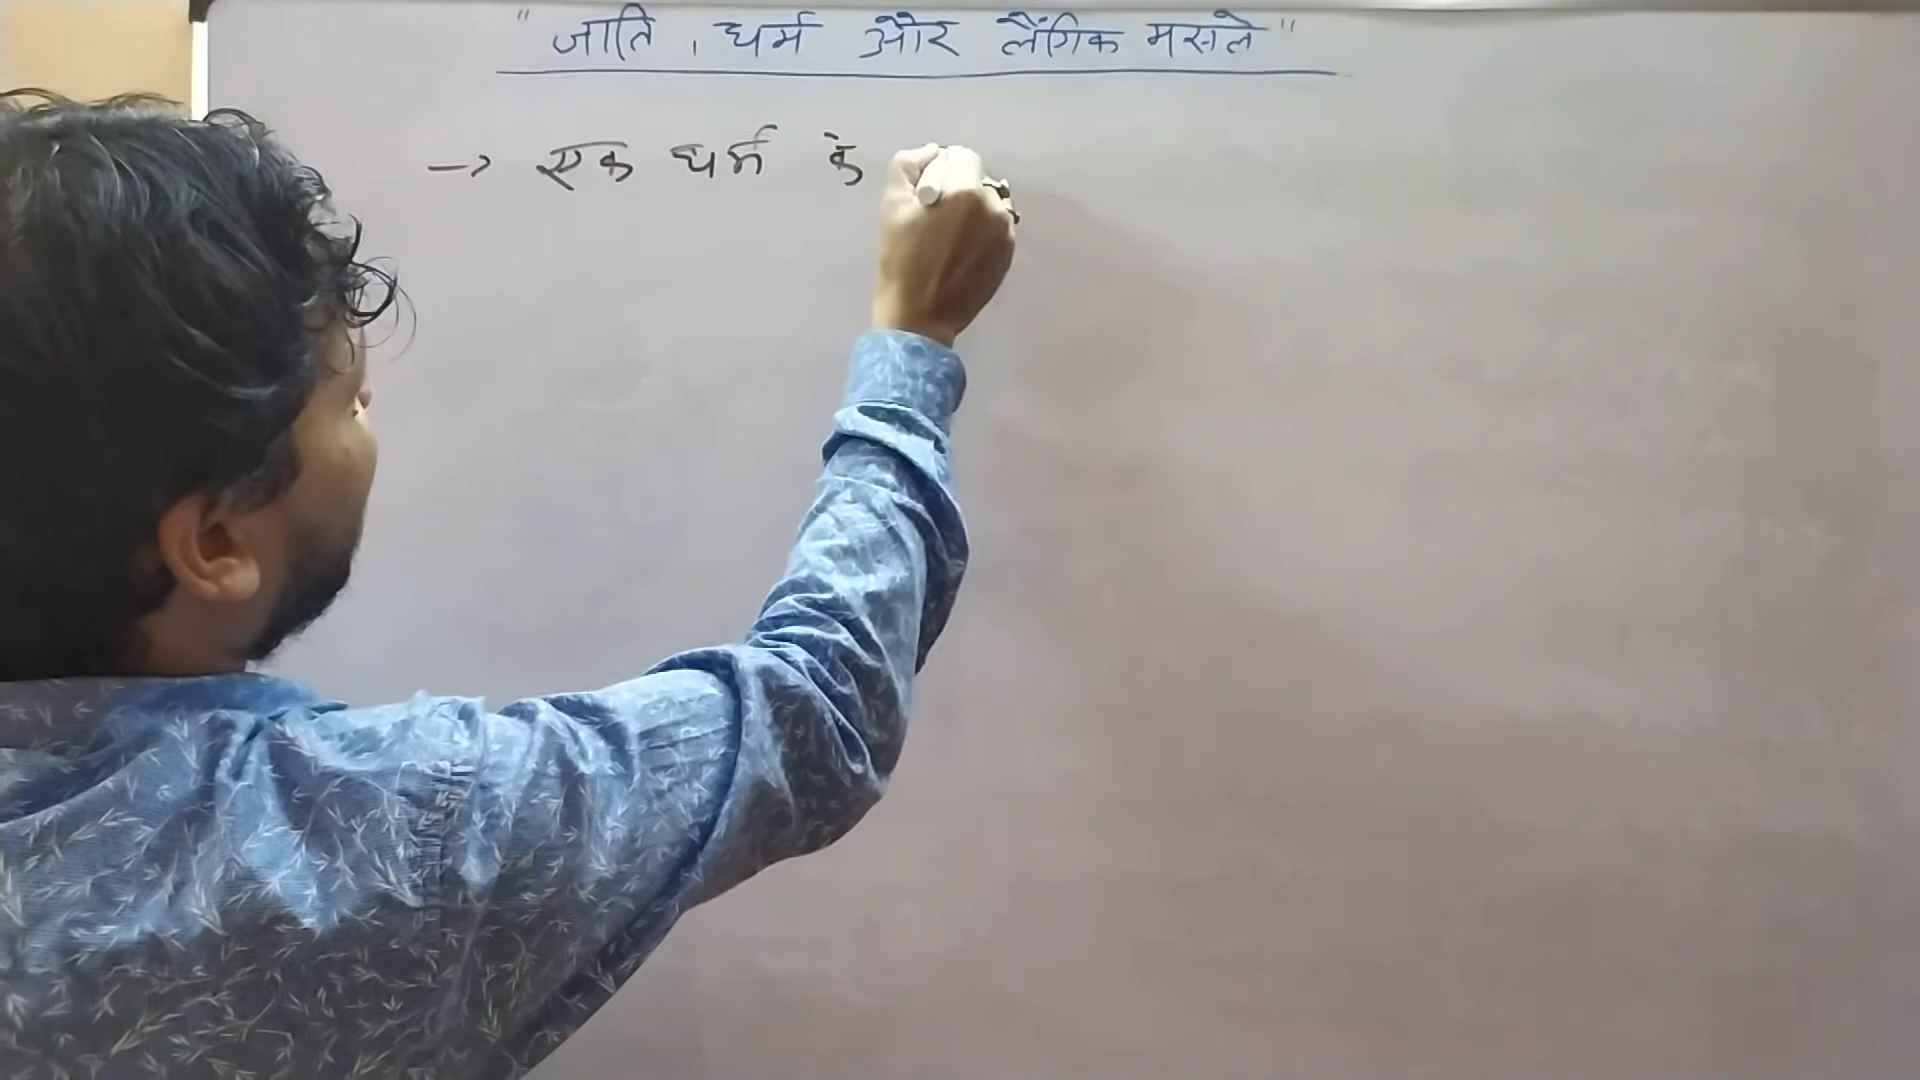 "जाति, धर्म और लैंगिक मसले"
→ एक धर्म के